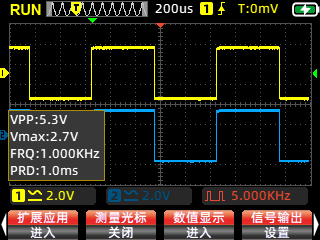 RUN T 200us 1 T:0mV
1
2
VPP:5.3V
Vmax:2.7V
FRQ:1.000KHz
PRD:1.0ms
1 2.0V 2 2.0V 5.000KHz
扩展应用 测量光标 数值显示 信号输出
进入 关闭 进入 设置